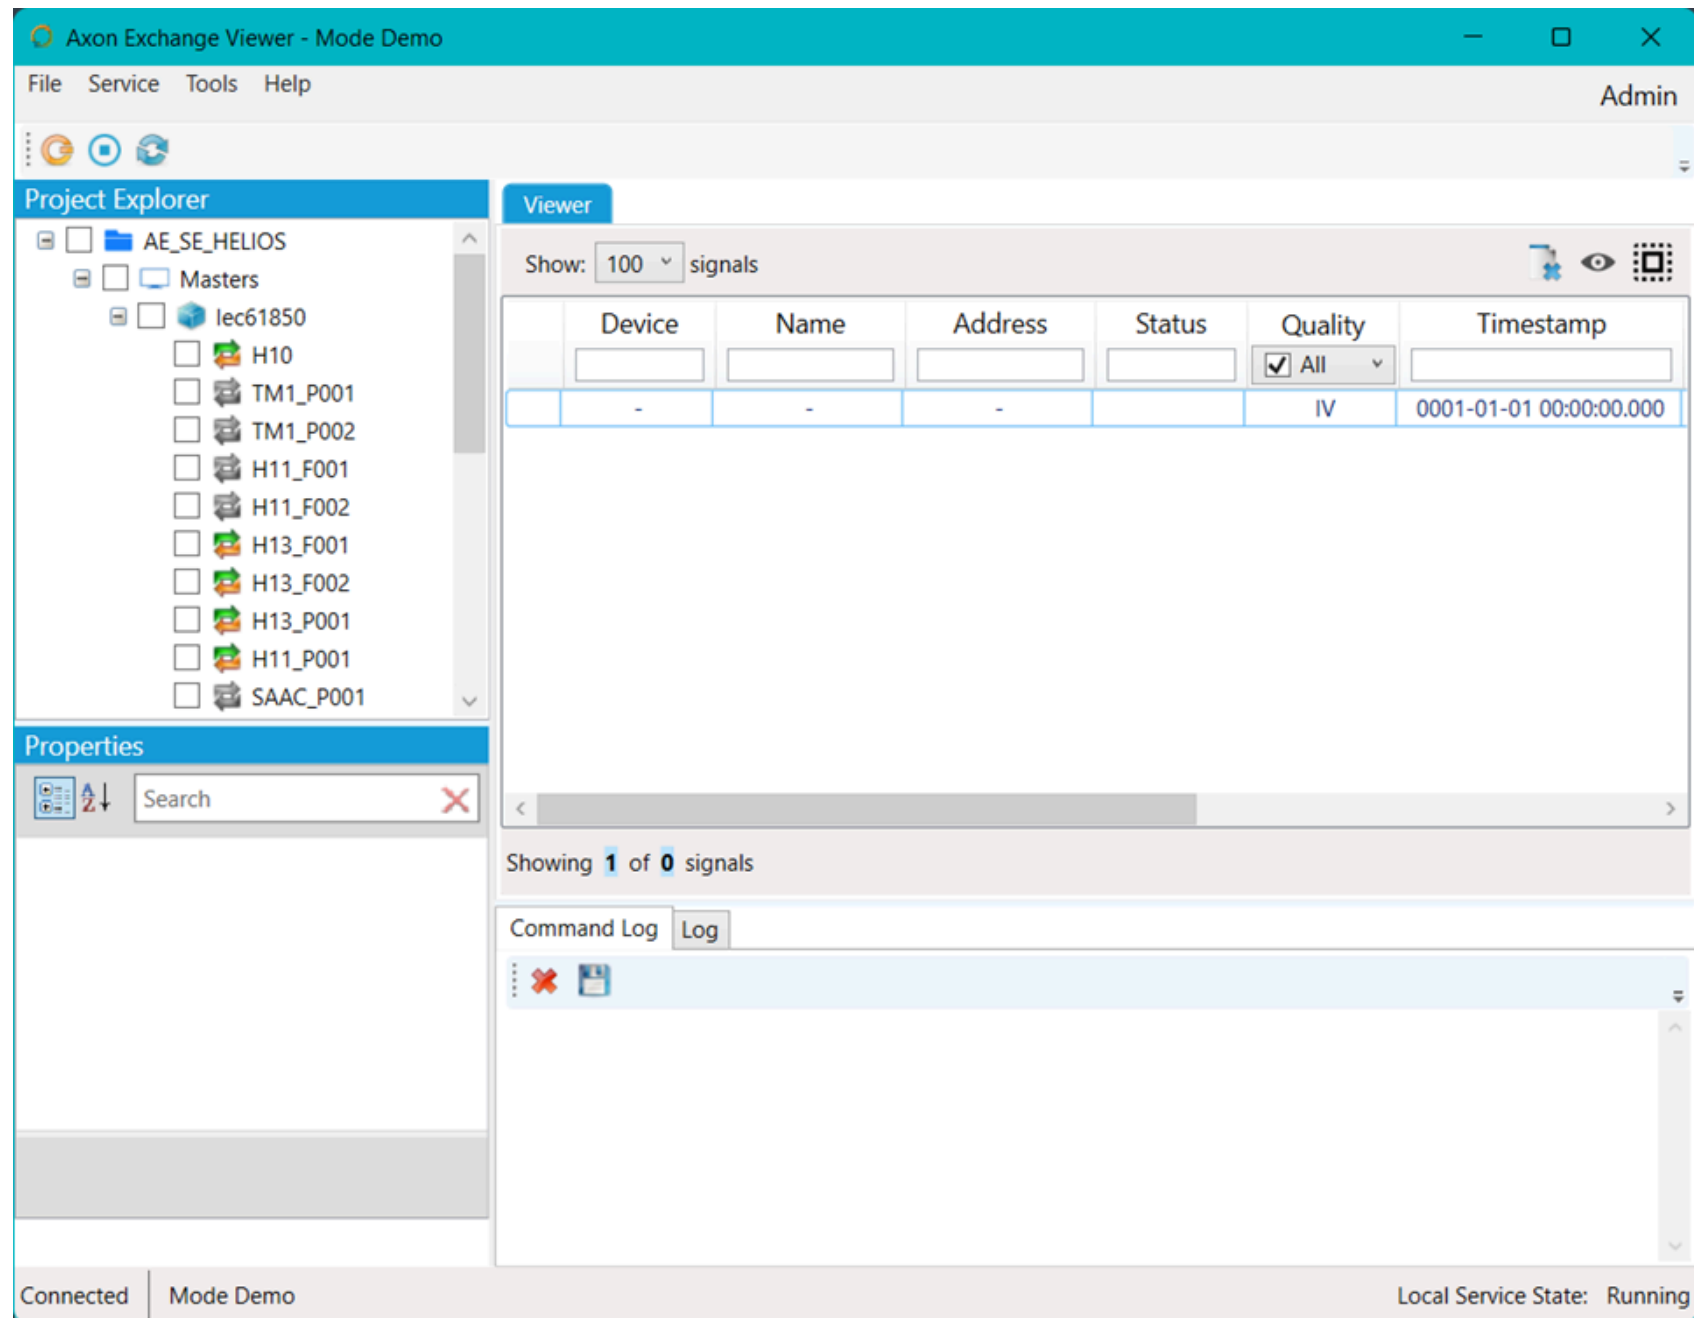 Axon Exchange Viewer - Mode Demo
File Service Tools Help
Admin
Project Explorer
AE_SE_HELIOS
Masters
Iec61850
H10
TM1_P001
TM1_P002
H11_F001
H11_F002
H13_F001
H13_F002
H13_P001
H11_P001
SAAC_P001
Properties
Search
Viewer
Show: 100 signals
Device Name Address Status Quality Timestamp
All
- - - IV 0001-01-01 00:00:00.000
Showing 1 of 0 signals
Command Log Log
Connected Mode Demo Local Service State: Running